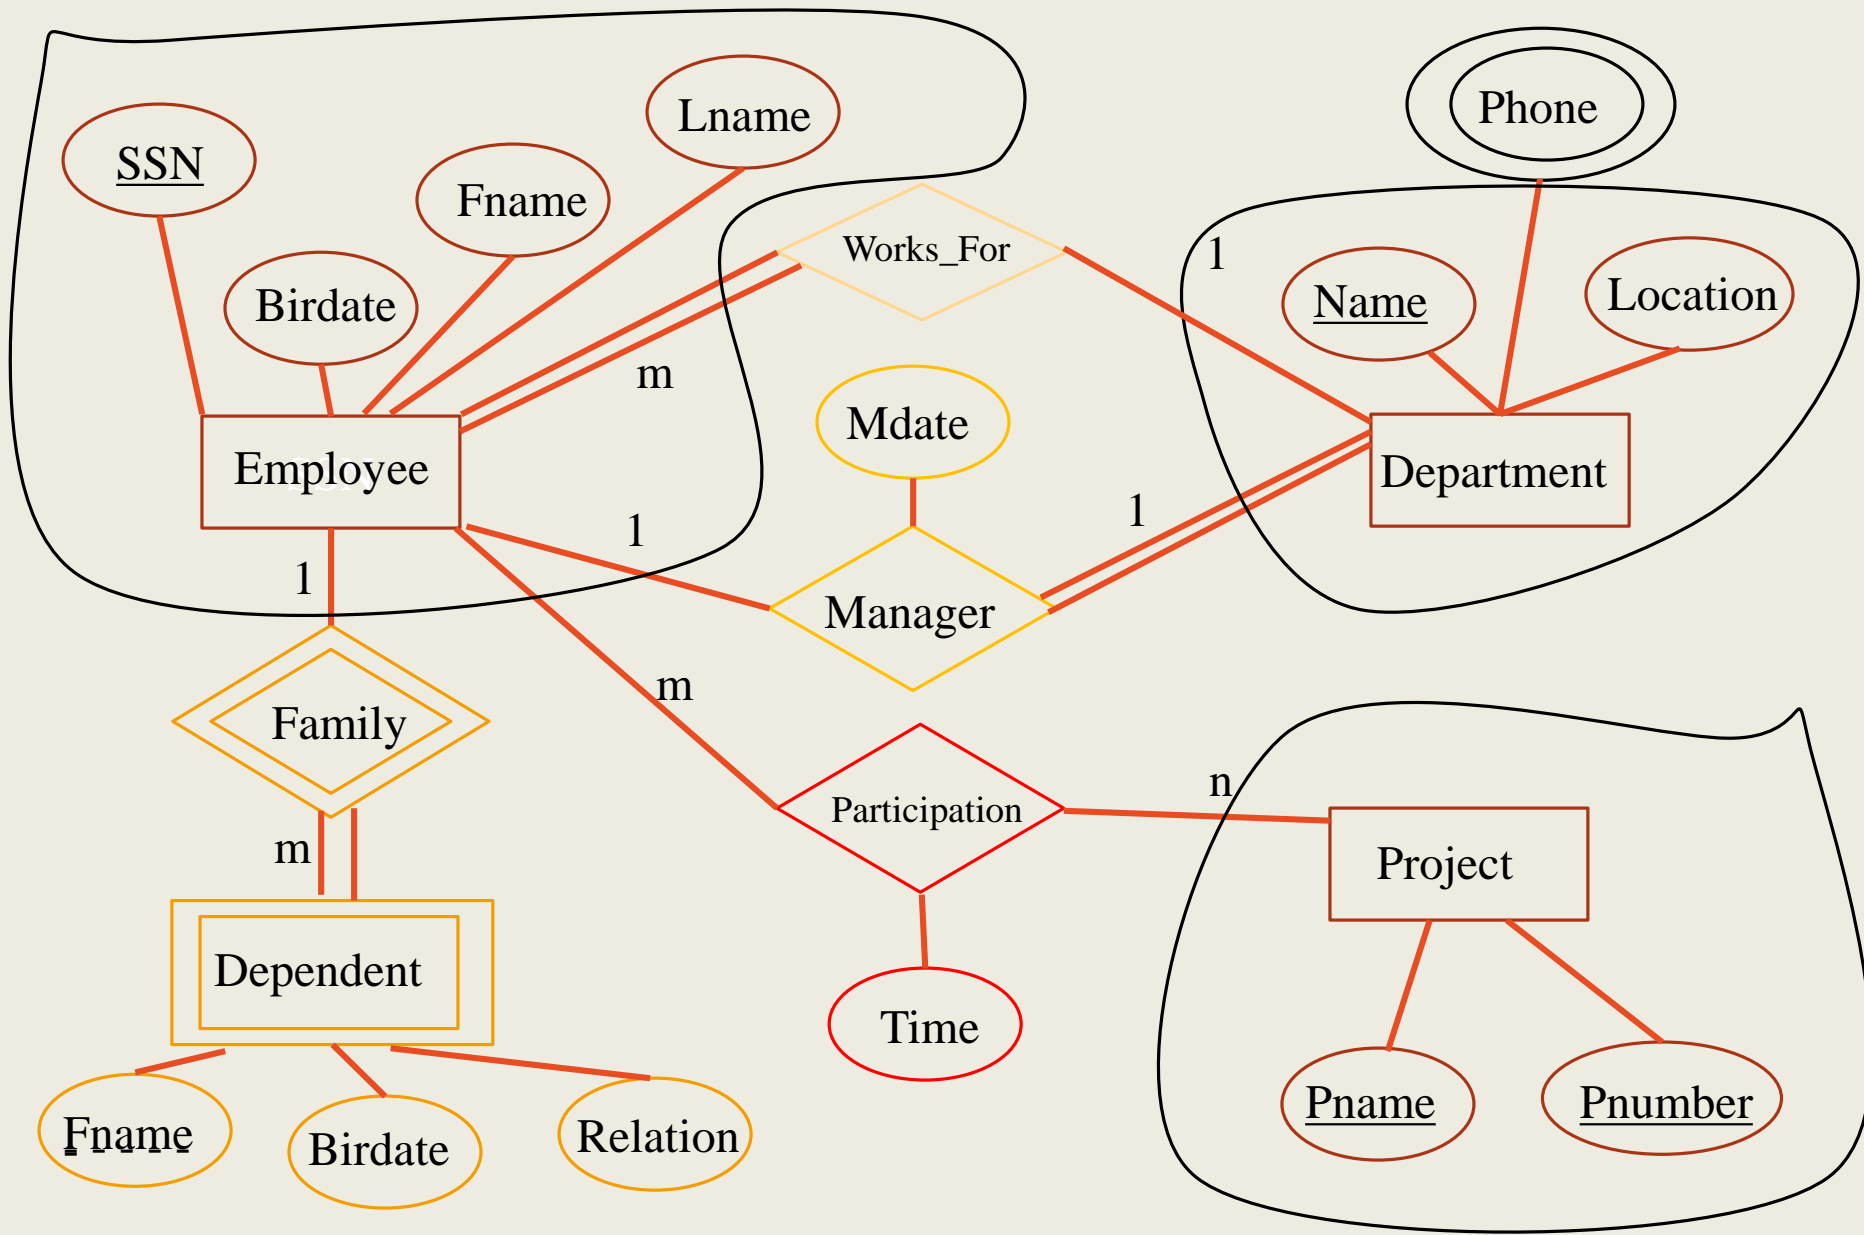 Lname
Phone
SSN
Fname
Works_For
1
Name
Location
Birdate
m
Mdate
Employee
Department
1
1
1
Manager
m
Family
n
Participation
m
Project
Dependent
Time
Pname
Pnumber
Fname
Birdate
Relation